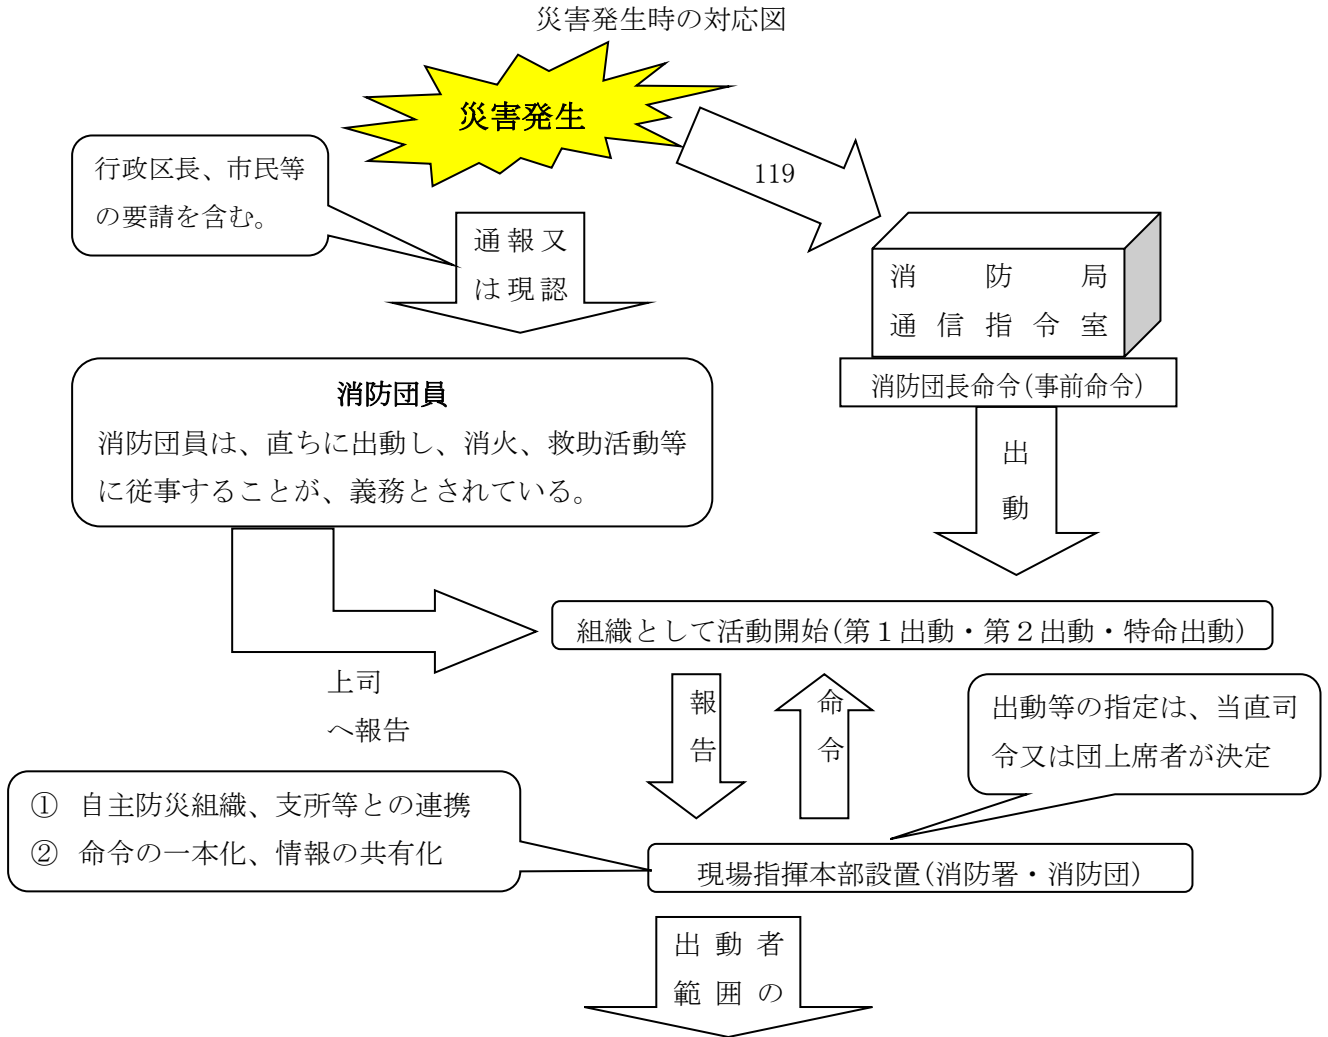 災害発生時の対応図
災害発生
119
行政区長、市民等
の要請を含む。
通報又
は現認
消防局
通信指令室
消防団長命令(事前命令)
消防団員
消防団員は、直ちに出動し、消火、救助活動等
に従事することが、義務とされている。
出
動
組織として活動開始(第１出動・第２出動・特命出動)
上司
へ報告
報
告
命
令
出動等の指定は、当直司
令又は団上席者が決定
① 自主防災組織、支所等との連携
② 命令の一本化、情報の共有化
現場指揮本部設置(消防署・消防団)
出動者
範囲の